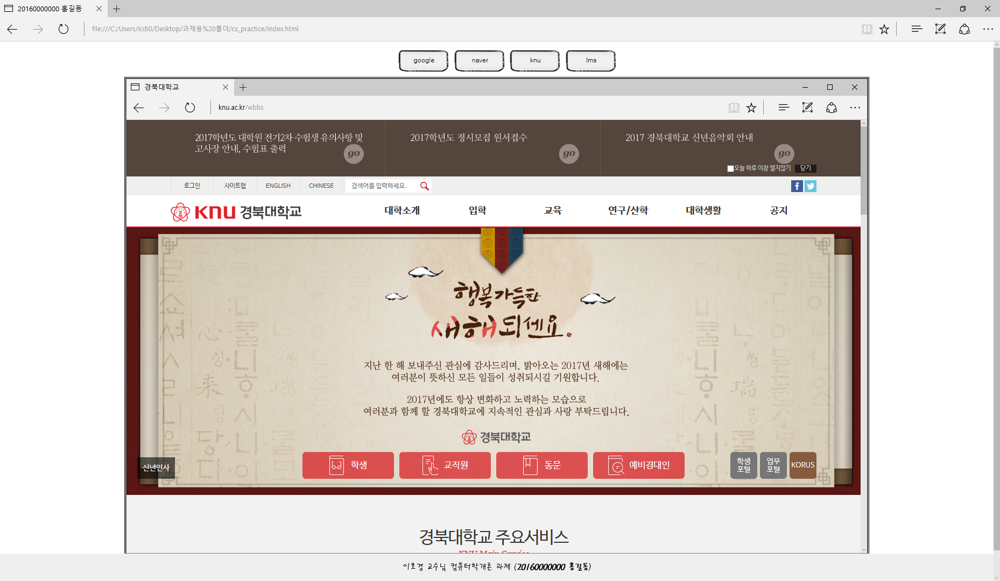 20160000000 홍길동
file:///C:/Users/icdi0/Desktop/과제용%20폴더/cs_practice/index.html
google
naver
knu
lms
경북대학교
knu.ac.kr/wbbs
2017학년도 대학원 전기2차 수험생 유의사항 및
고사장 안내, 수험표 출력
go
2017학년도 정시모집 원서접수
go
2017 경북대학교 신년음악회 안내
go
오늘 하루 이창 열지않기
닫기
로그인
사이트맵
ENGLISH
CHINESE
검색어를 입력하세요.
KNU 경북대학교
대학소개
입학
교육
연구/산학
대학생활
공지
행복가득한
새해되세요
지난 한 해 보내주신 관심에 감사드리며, 밝아오는 2017년 새해에는
여러분이 뜻하신 모든 일들이 성취되시길 기원합니다.
2017년에도 항상 변화하고 노력하는 모습으로
여러분과 함께 할 경북대학교에 지속적인 관심과 사랑 부탁드립니다.
경북대학교
신년인사
학생
교직원
동문
예비경대인
학생
포털
업무
포털
KORUS
경북대학교 주요서비스
KNU Main Service
이호경 교수님 컴퓨터학개론 과제 (20160000000 홍길동)